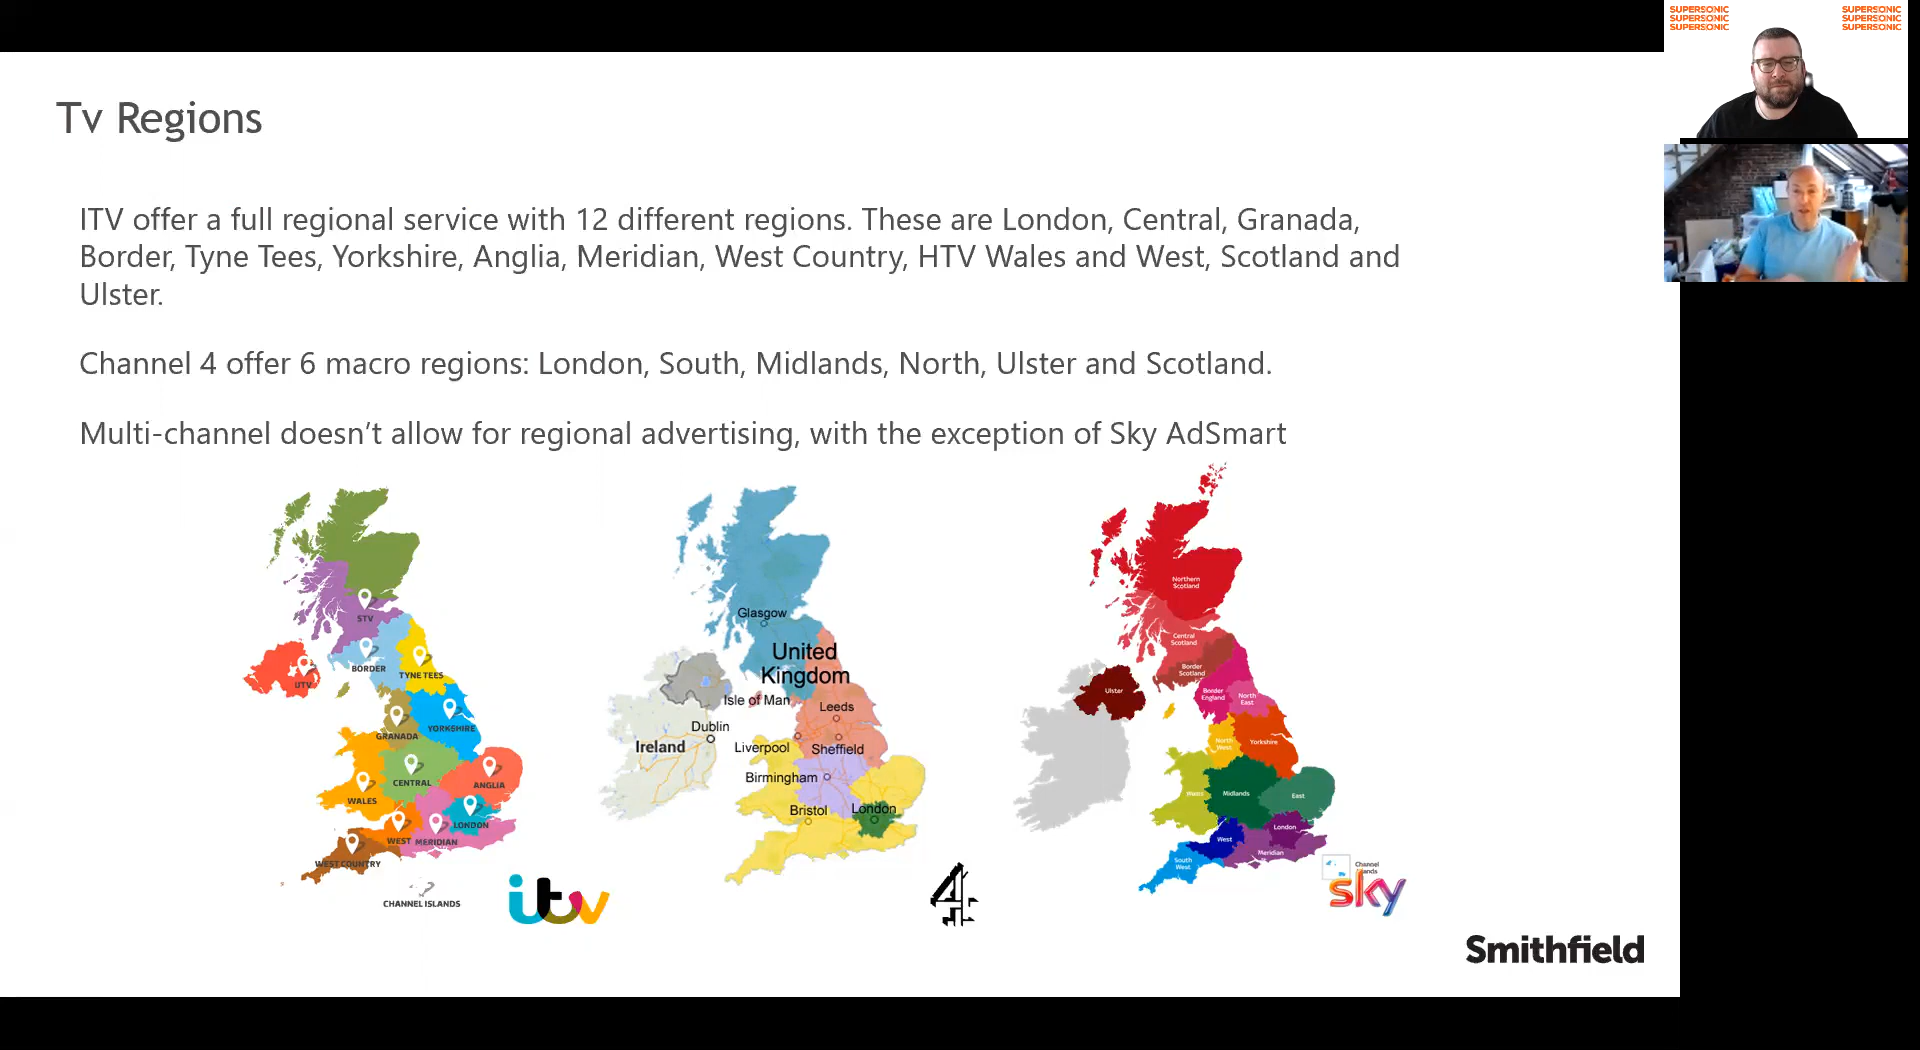 Tv Regions
ITV offer a full regional service with 12 different regions. These are London, Central, Granada,
Border, Tyne Tees, Yorkshire, Anglia, Meridian, West Country, HTV Wales and West, Scotland and
Ulster.
Channel 4 offer 6 macro regions: London, South, Midlands, North, Ulster and Scotland.
Multi-channel doesn't allow for regional advertising, with the exception of Sky AdSmart
STV
BORDER
UTV
TYNE TEES
YORKSHIRE
GRANADA
CENTRAL
ANGLIA
WALES
LONDON
WEST
MERIDIAN
WEST COUNTRY
CHANNEL ISLANDS
itv
Glasgow
United
Kingdom
Isle of Man
Leeds
Dublin
Ireland
Liverpool
Sheffield
Birmingham
Bristol
London
4
Northern
Scotland
Central
Scotland
Border
Scotland
Ulster
Border
England
North
East
North
West
Yorkshire
Wales
Midlands
East
West
London
Meridian
South
West
Channel
sky
Smithfield
SUPERSONIC
SUPERSONIC
SUPERSONIC
SUPERSONIC
SUPERSONIC
SUPERSONIC